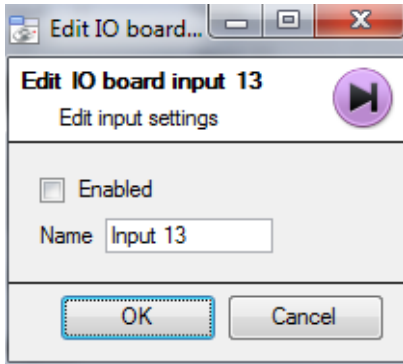 Edit IO board...
Edit IO board input 13
Edit input settings
Enabled
Name Input 13
OK Cancel